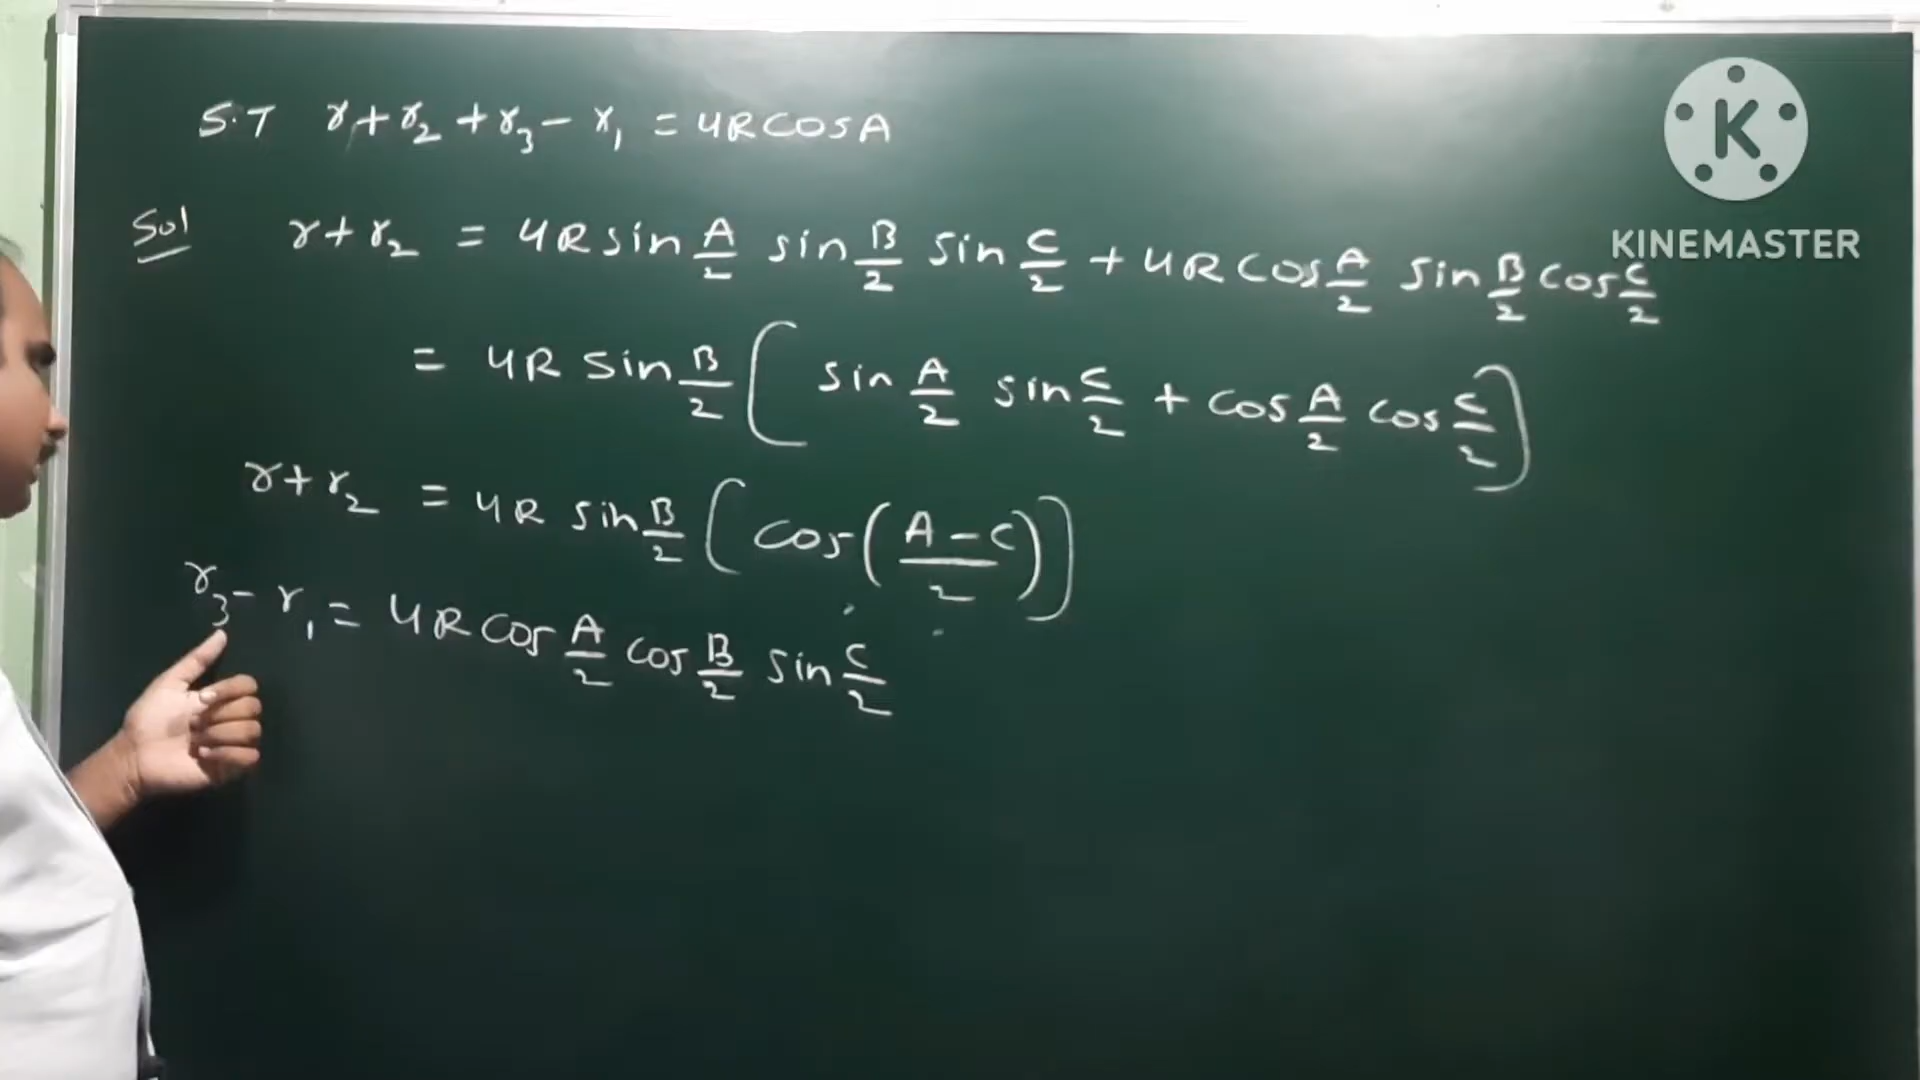 S.T r+r₂+r₃-r₁ = 4RCOSA
K
KINEMASTER
Sol r+r₂ = 4R sin A/2 sin B/2 sin C/2 + 4R cos A/2 sin B/2 cos C/2
= 4R sin B/2 [ sin A/2 sin C/2 + cos A/2 cos C/2 ]
r+r₂ = 4R sin B/2 [ cos ( (A-C)/2 ) ]
r₃-r₁ = 4R cos A/2 cos B/2 sin C/2